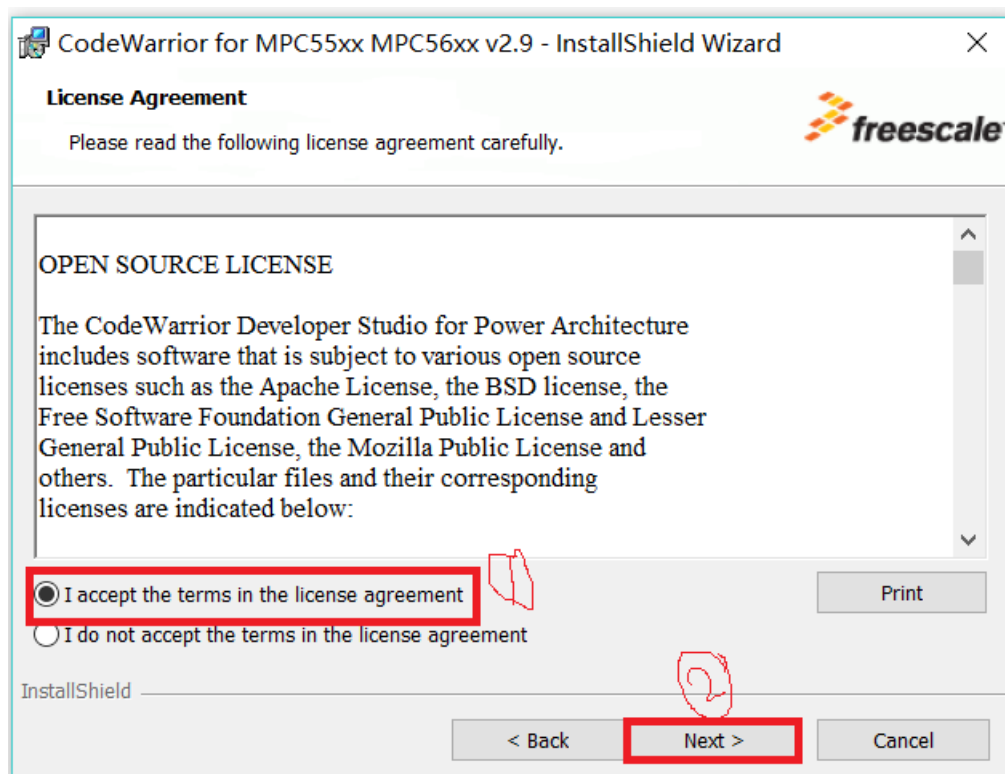 CodeWarrior for MPC55xx MPC56xx v2.9 - InstallShield Wizard
License Agreement
Please read the following license agreement carefully.
freescale
OPEN SOURCE LICENSE
The CodeWarrior Developer Studio for Power Architecture
includes software that is subject to various open source
licenses such as the Apache License, the BSD license, the
Free Software Foundation General Public License and Lesser
General Public License, the Mozilla Public License and
others.  The particular files and their corresponding
licenses are indicated below:
1
I accept the terms in the license agreement
Print
I do not accept the terms in the license agreement
2
InstallShield
< Back
Next >
Cancel